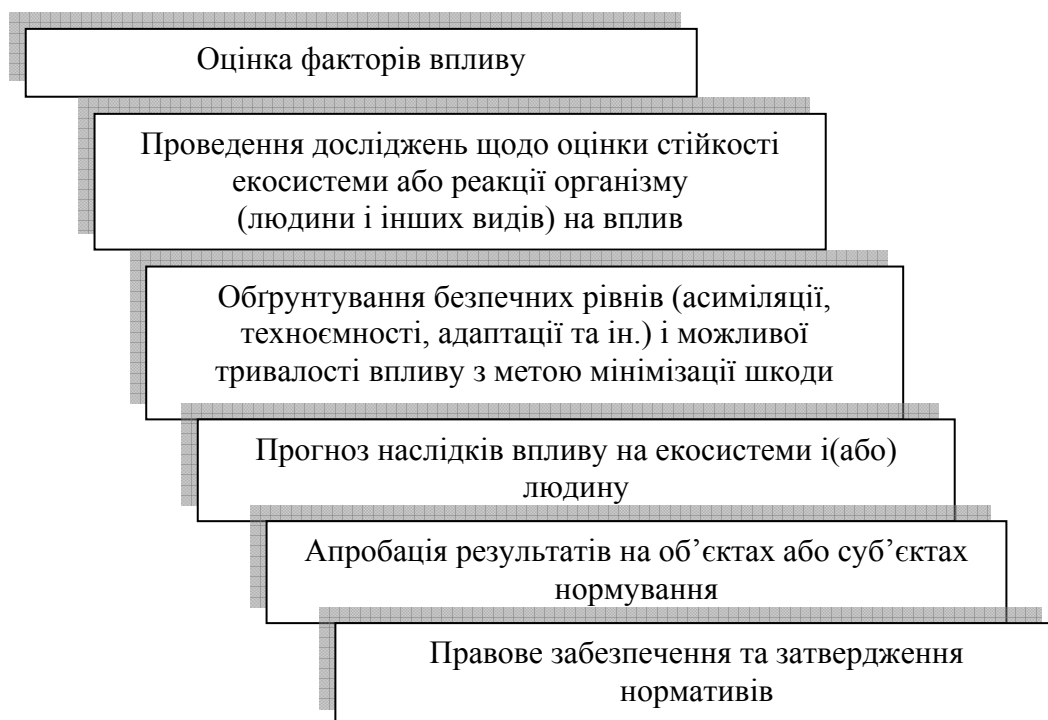 Оцінка факторів впливу
Проведення досліджень щодо оцінки стійкості
екосистеми або реакції організму
(людини і інших видів) на вплив
Обґрунтування безпечних рівнів (асиміляції,
техноємності, адаптації та ін.) і можливої
тривалості впливу з метою мінімізації шкоди
Прогноз наслідків впливу на екосистеми і(або)
людину
Апробація результатів на об’єктах або суб’єктах
нормування
Правове забезпечення та затвердження
нормативів